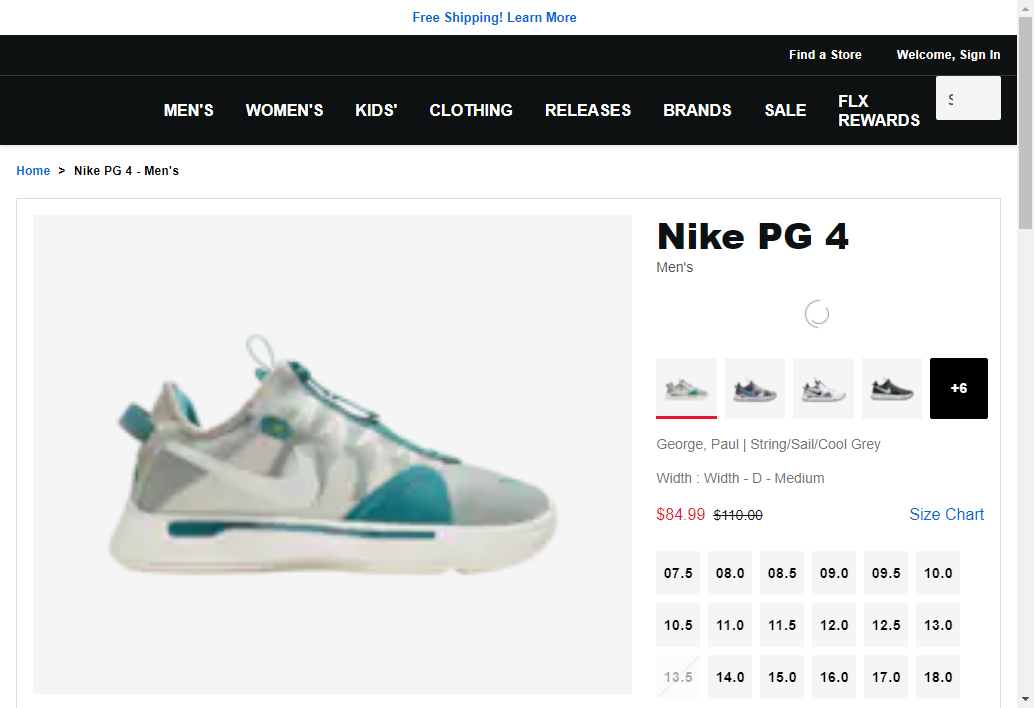 Free Shipping! Learn More
Find a Store
Welcome, Sign In
MEN'S
WOMEN'S
KIDS'
CLOTHING
RELEASES
BRANDS
SALE
FLX
REWARDS
Home > Nike PG 4 - Men's
Nike PG 4
Men's
+6
George, Paul | String/Sail/Cool Grey
Width : Width - D - Medium
$84.99 $110.00
Size Chart
07.5 08.0 08.5 09.0 09.5 10.0
10.5 11.0 11.5 12.0 12.5 13.0
13.5 14.0 15.0 16.0 17.0 18.0